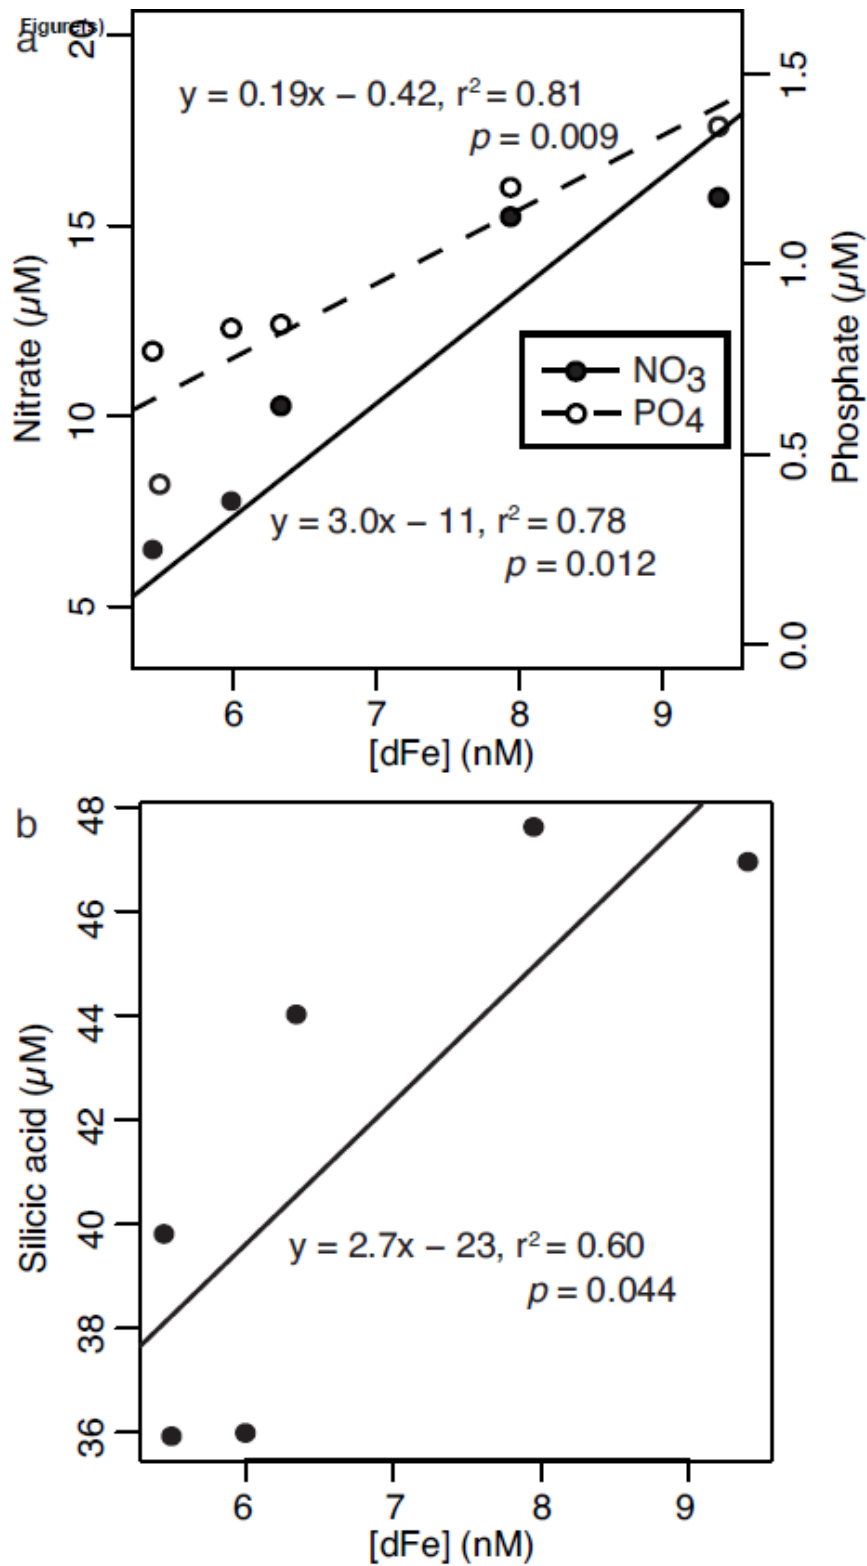 Figure(s)
a
y = 0.19x − 0.42, r² = 0.81
p = 0.009
NO₃
PO₄
y = 3.0x − 11, r² = 0.78
p = 0.012
Nitrate (µM)
20
15
10
5
Phosphate (µM)
1.5
1.0
0.5
0.0
6 7 8 9
[dFe] (nM)
b
Silicic acid (µM)
48
46
44
42
40
38
36
y = 2.7x − 23, r² = 0.60
p = 0.044
6 7 8 9
[dFe] (nM)